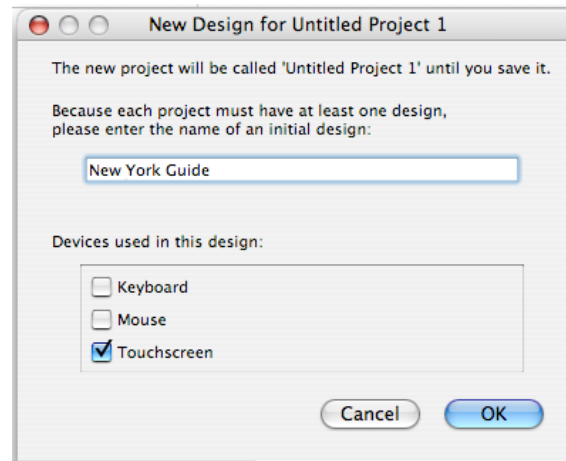 New Design for Untitled Project 1
The new project will be called 'Untitled Project 1' until you save it.
Because each project must have at least one design,
please enter the name of an initial design:
New York Guide
Devices used in this design:
Keyboard
Mouse
Touchscreen
Cancel OK